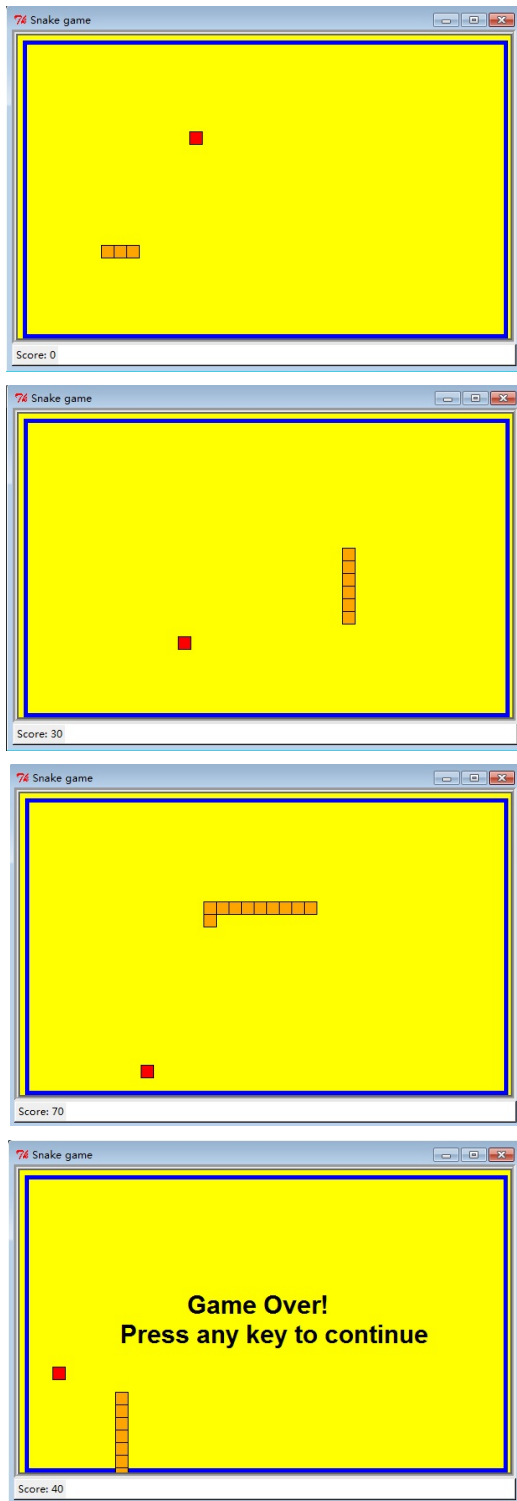 Snake game
Score: 0
Snake game
Score: 30
Snake game
Score: 70
Snake game
Game Over!
Press any key to continue
Score: 40